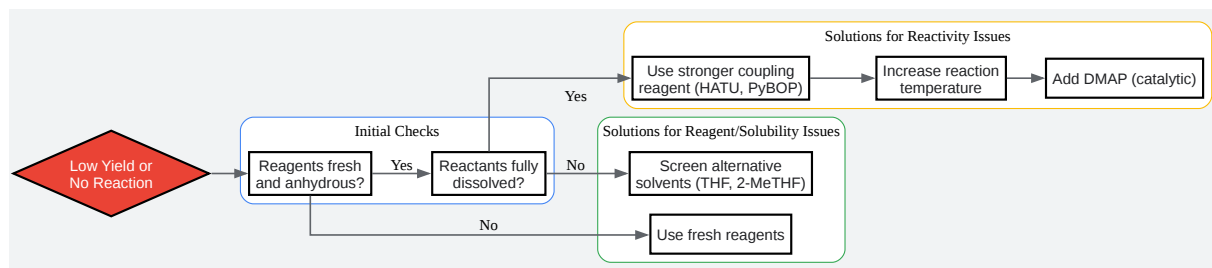 Solutions for Reactivity Issues
Use stronger coupling
reagent (HATU, PyBOP)
Increase reaction
temperature
Add DMAP (catalytic)
Yes
Initial Checks
Solutions for Reagent/Solubility Issues
Low Yield or
No Reaction
Reagents fresh
and anhydrous?
Yes
Reactants fully
dissolved?
No
Screen alternative
solvents (THF, 2-MeTHF)
No
Use fresh reagents